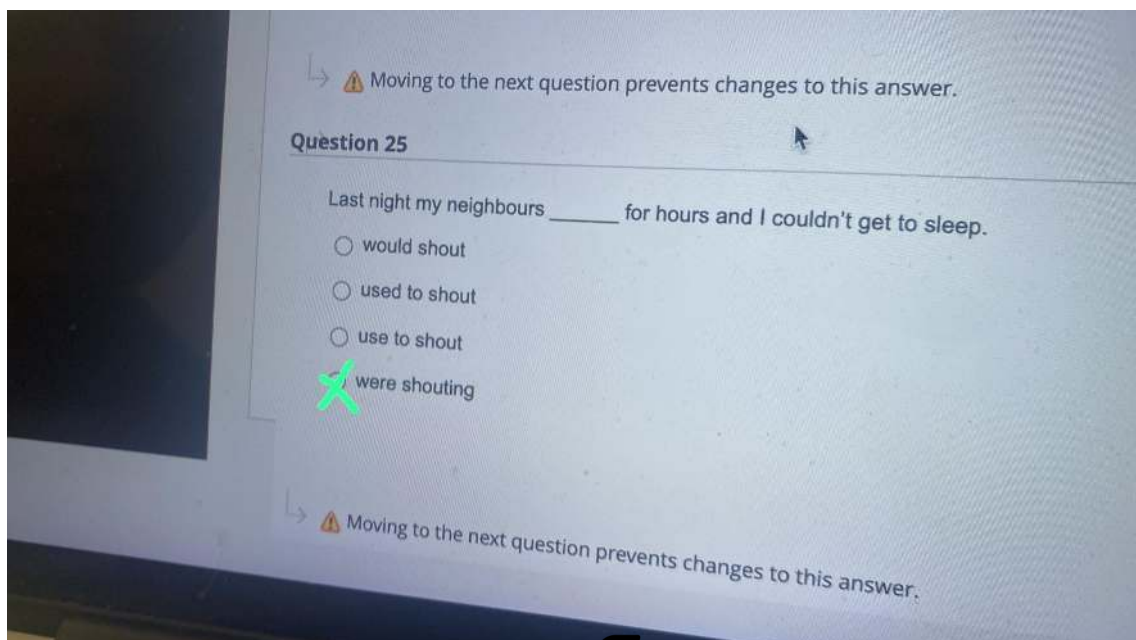 Moving to the next question prevents changes to this answer.
Question 25
Last night my neighbours ______ for hours and I couldn't get to sleep.
would shout
used to shout
use to shout
were shouting
Moving to the next question prevents changes to this answer.